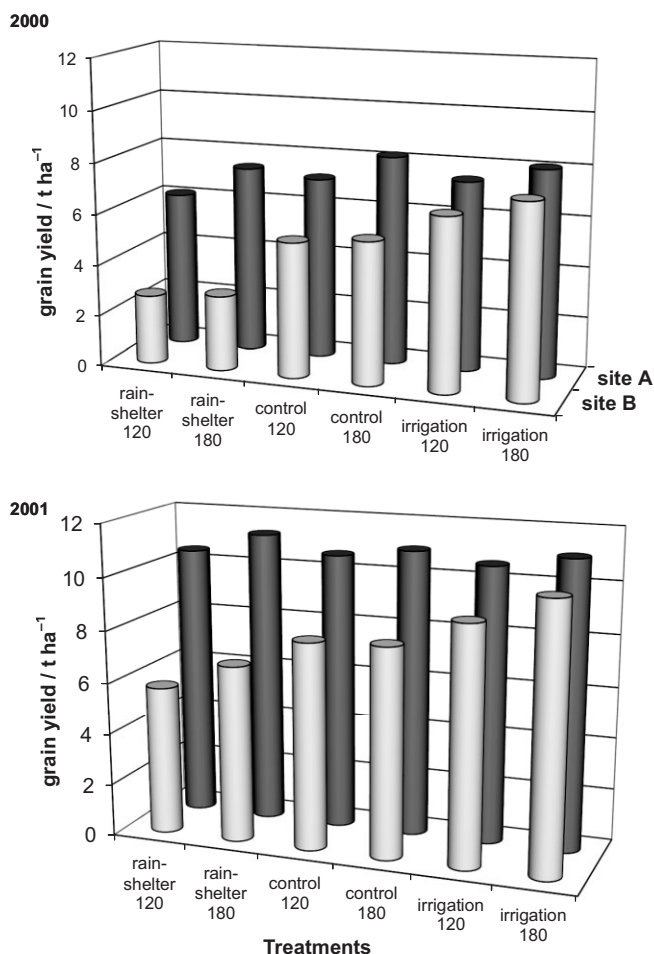 2000
12
10
8
6
4
2
0
grain yield / t ha⁻¹
site A
site B
rain-
shelter
120
rain-
shelter
180
control
120
control
180
irrigation
120
irrigation
180
2001
12
10
8
6
4
2
0
grain yield / t ha⁻¹
rain-
shelter
120
rain-
shelter
180
control
120
control
180
irrigation
120
irrigation
180
Treatments